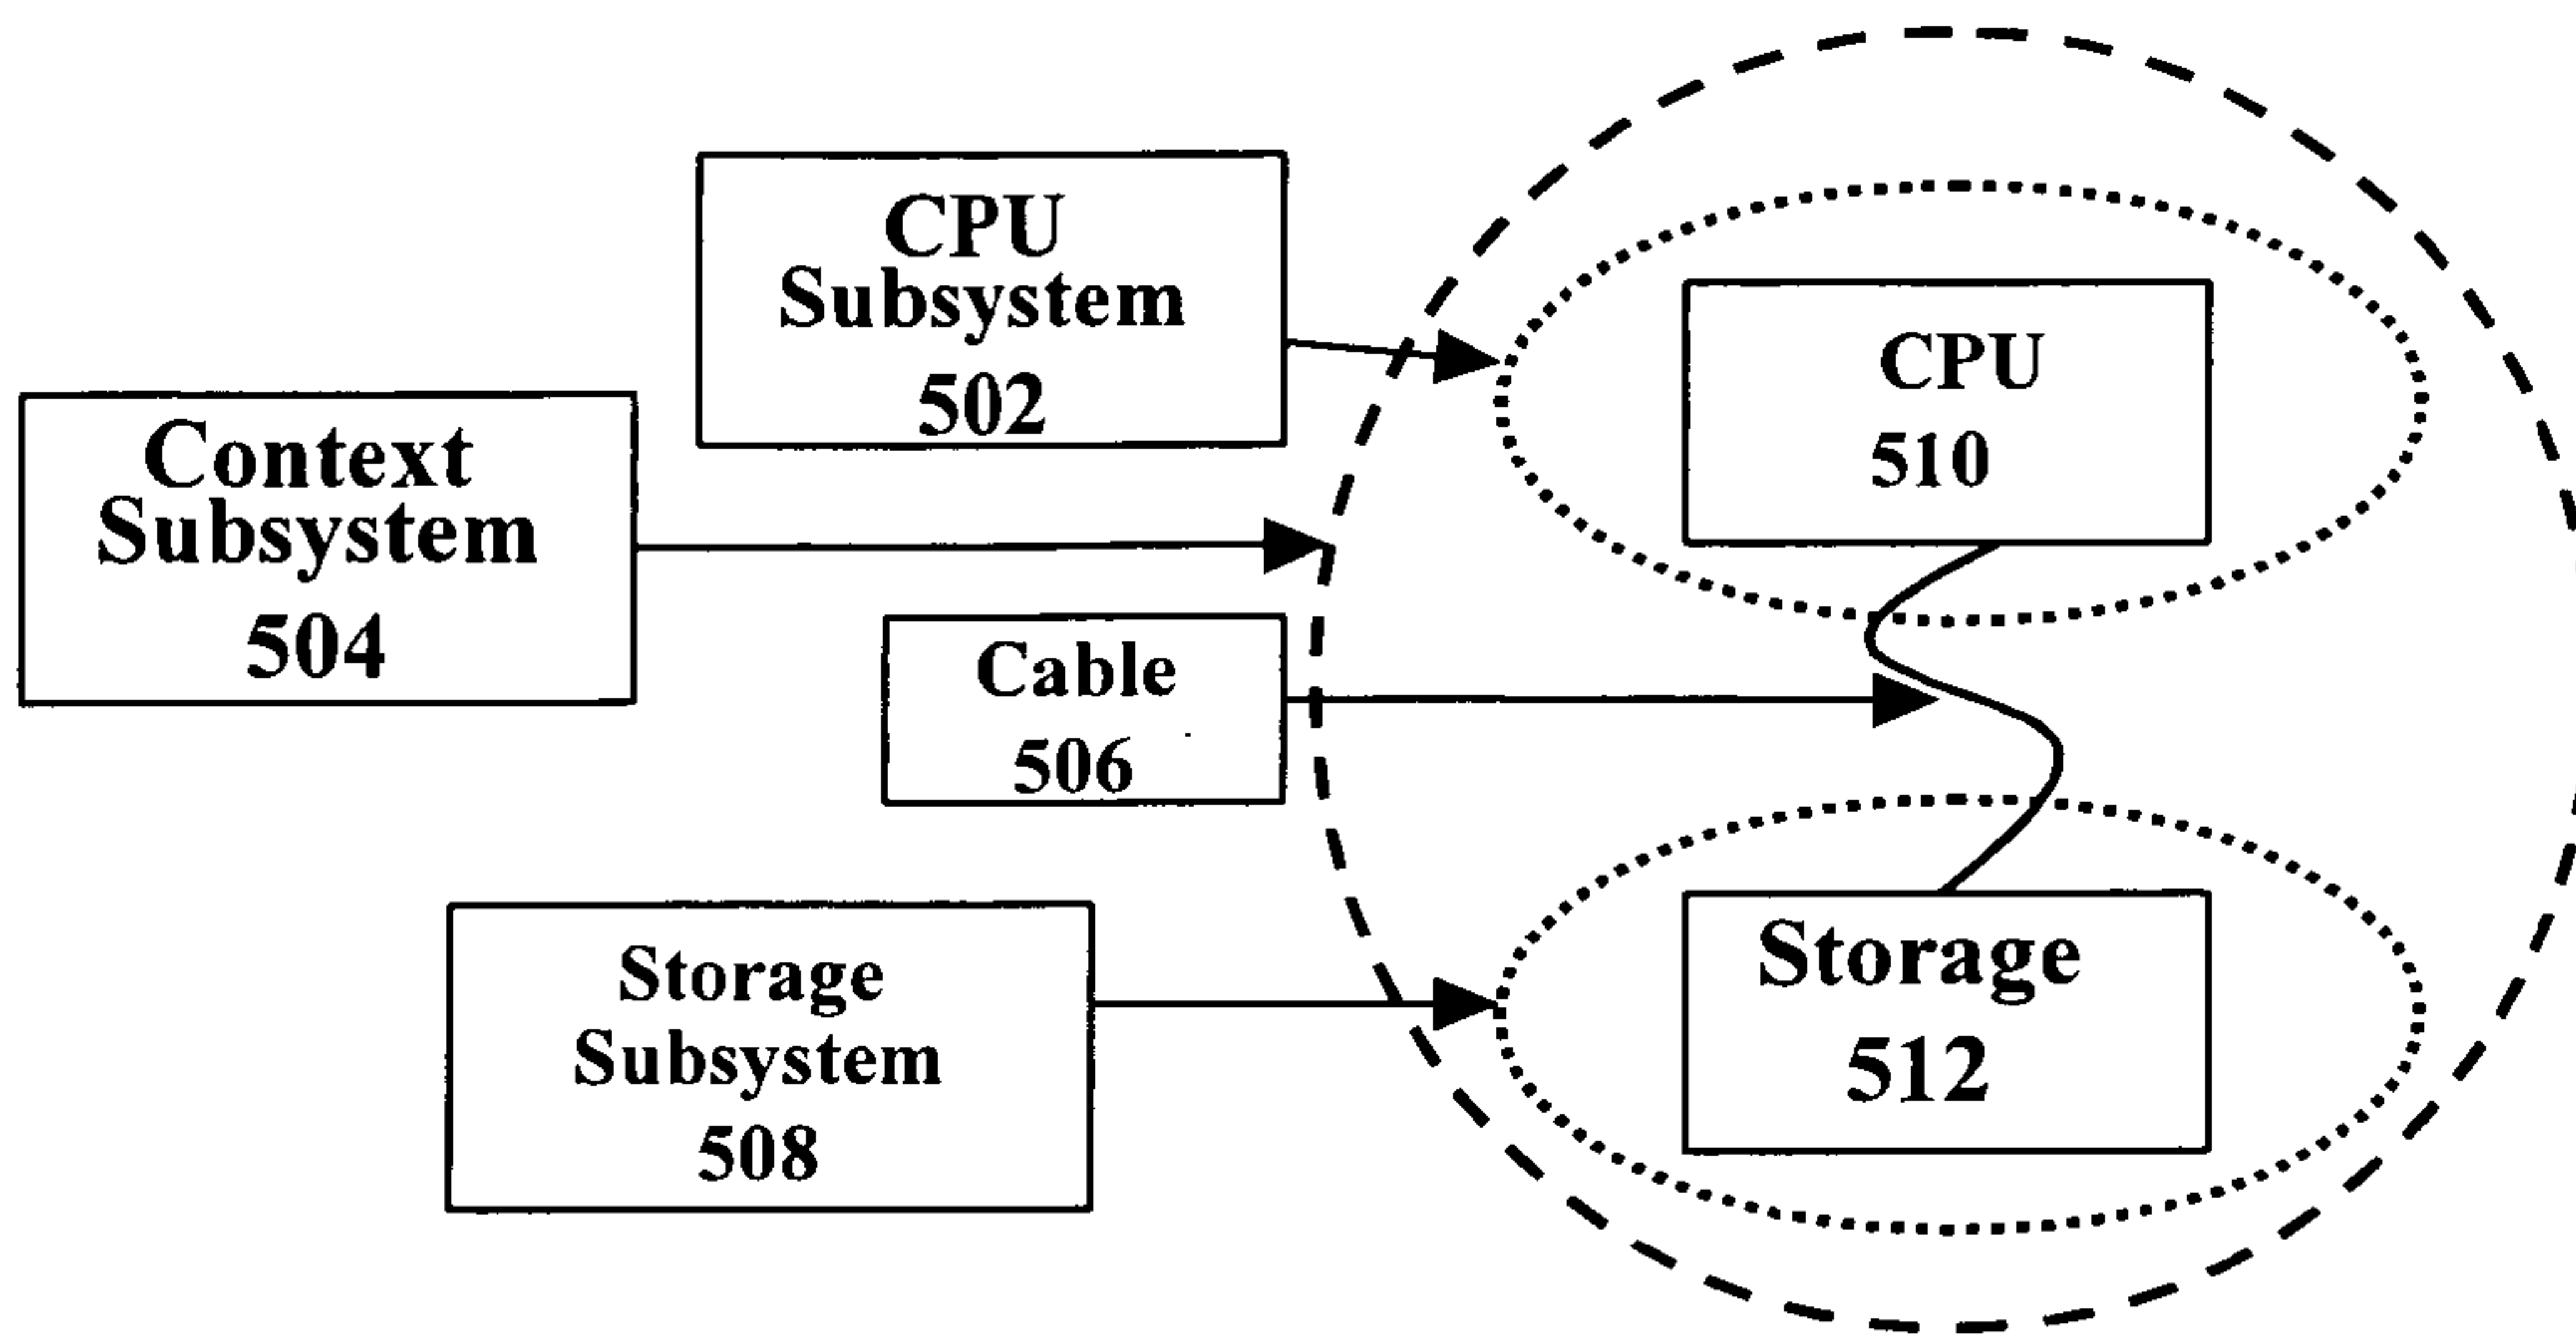 CPU
Subsystem
502
CPU
510
Context
Subsystem
504
Cable
506
Storage
Subsystem
508
Storage
512